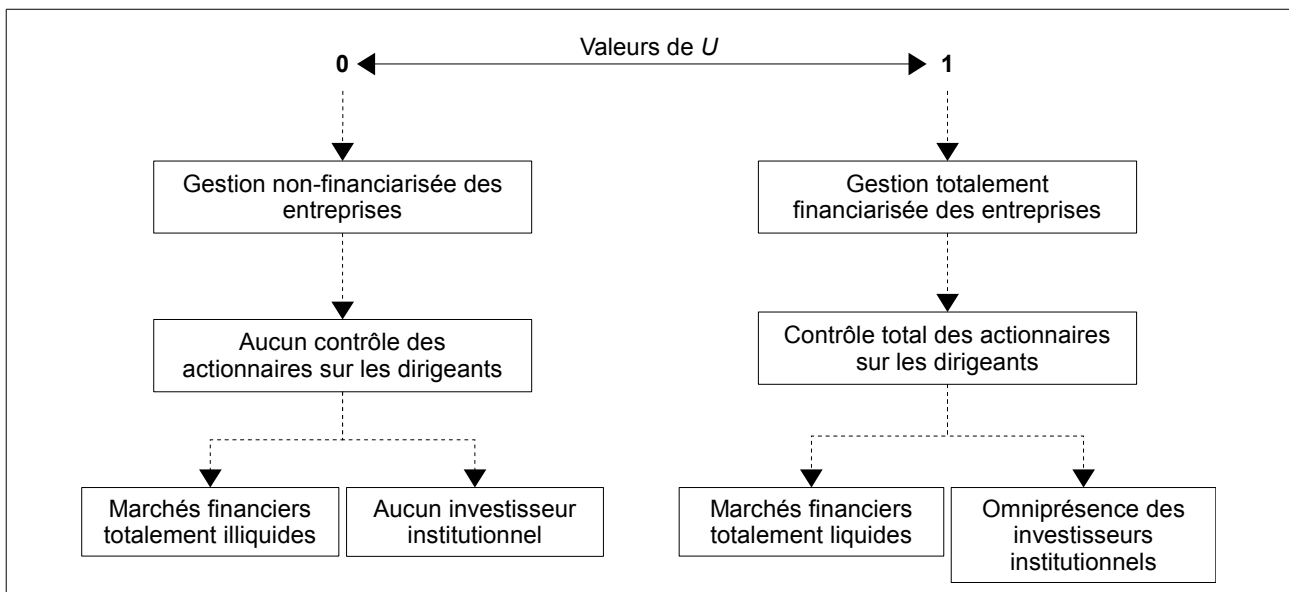 Valeurs de U
0
1
Gestion non-financiarisée des
entreprises
Gestion totalement
financiarisée des entreprises
Aucun contrôle des
actionnaires sur les dirigeants
Contrôle total des actionnaires
sur les dirigeants
Marchés financiers
totalement illiquides
Aucun investisseur
institutionnel
Marchés financiers
totalement liquides
Omniprésence des
investisseurs
institutionnels